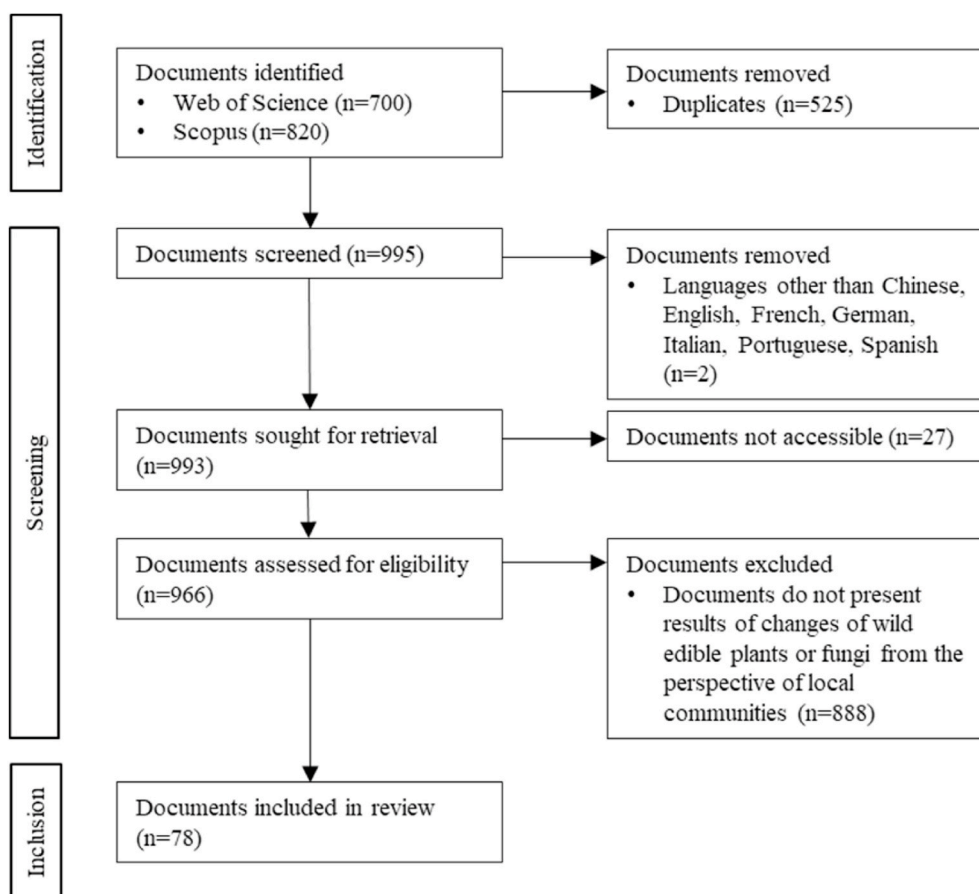 Identification
Documents identified
• Web of Science (n=700)
• Scopus (n=820)
Documents removed
• Duplicates (n=525)
Screening
Documents screened (n=995)
Documents removed
• Languages other than Chinese,
English, French, German,
Italian, Portuguese, Spanish
(n=2)
Documents sought for retrieval
(n=993)
Documents not accessible (n=27)
Documents assessed for eligibility
(n=966)
Documents excluded
• Documents do not present
results of changes of wild
edible plants or fungi from the
perspective of local
communities (n=888)
Inclusion
Documents included in review
(n=78)